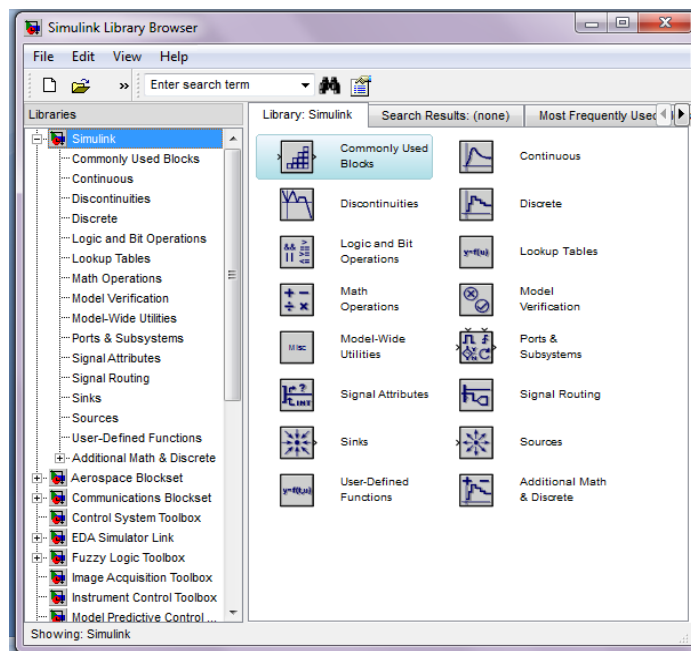 Simulink Library Browser
File Edit View Help
» Enter search term
Libraries
Library: Simulink Search Results: (none) Most Frequently Used
Simulink
Commonly Used Blocks
Continuous
Discontinuities
Discrete
Logic and Bit Operations
Lookup Tables
Math Operations
Model Verification
Model-Wide Utilities
Ports & Subsystems
Signal Attributes
Signal Routing
Sinks
Sources
User-Defined Functions
Additional Math & Discrete
Aerospace Blockset
Communications Blockset
Control System Toolbox
EDA Simulator Link
Fuzzy Logic Toolbox
Image Acquisition Toolbox
Instrument Control Toolbox
Model Predictive Control ...
Commonly Used
Blocks
Continuous
Discontinuities
Discrete
Logic and Bit
Operations
y=f(u)
Lookup Tables
Math
Operations
Model
Verification
Misc
Model-Wide
Utilities
Ports &
Subsystems
Signal Attributes
Signal Routing
Sinks
Sources
y=f(t,u)
User-Defined
Functions
Additional Math
& Discrete
Showing: Simulink